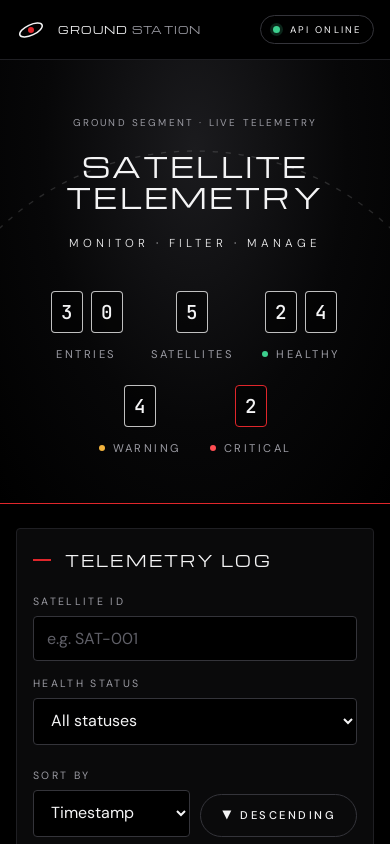 GROUND STATION
API ONLINE
GROUND SEGMENT · LIVE TELEMETRY
SATELLITE
TELEMETRY
MONITOR · FILTER · MANAGE
3 0
5
2 4
ENTRIES
SATELLITES
HEALTHY
4
2
WARNING
CRITICAL
TELEMETRY LOG
SATELLITE ID
e.g. SAT-001
HEALTH STATUS
All statuses
SORT BY
Timestamp
▼ DESCENDING